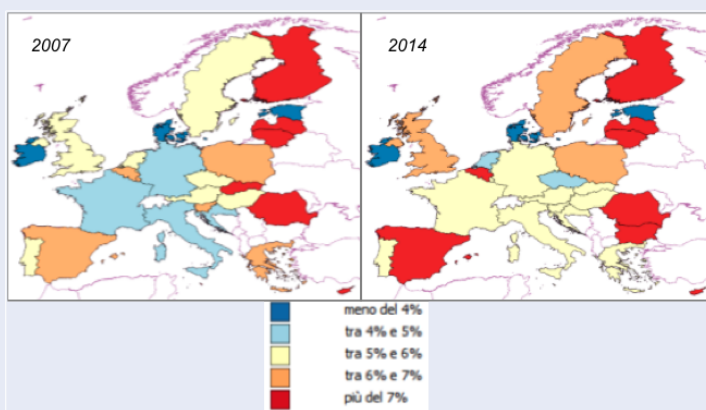 2007
2014
meno del 4%
tra 4% e 5%
tra 5% e 6%
tra 6% e 7%
più del 7%